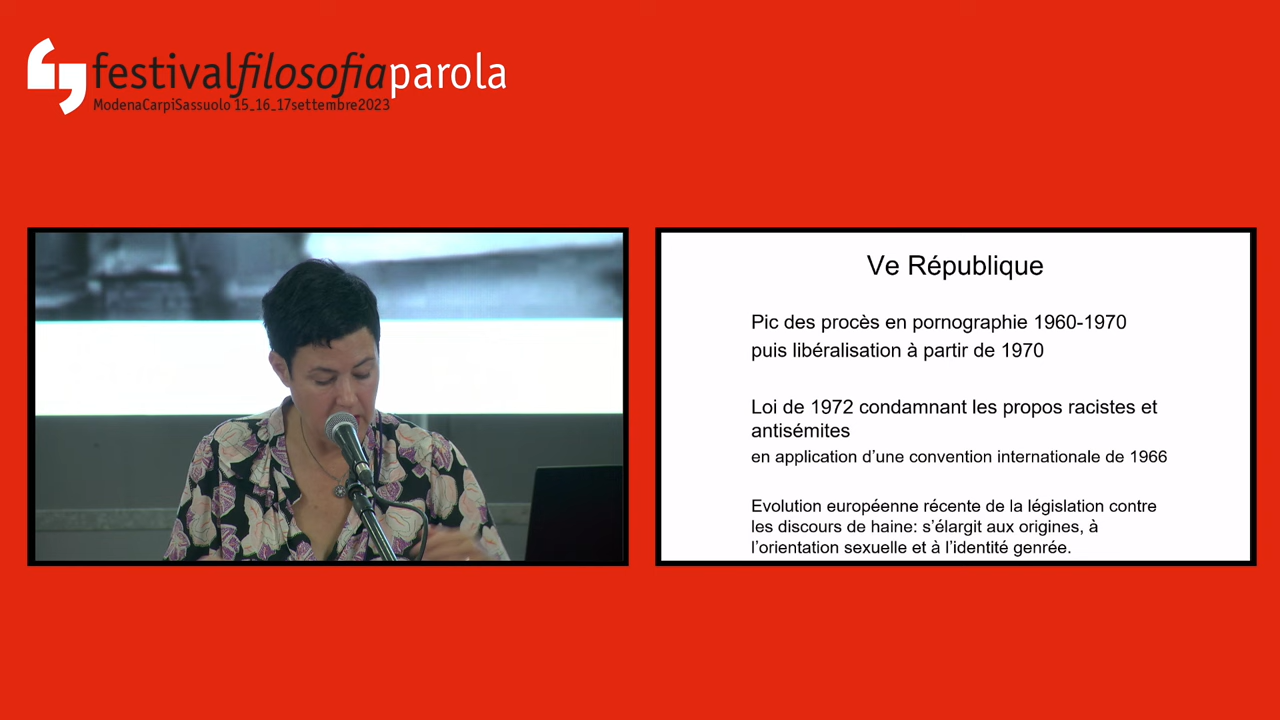 festivalfilosofiaparola
ModenaCarpiSassuolo 15_16_17settembre2023
Ve République
Pic des procès en pornographie 1960-1970
puis libéralisation à partir de 1970
Loi de 1972 condamnant les propos racistes et
antisémites
en application d’une convention internationale de 1966
Evolution européenne récente de la législation contre
les discours de haine: s’élargit aux origines, à
l’orientation sexuelle et à l’identité genrée.